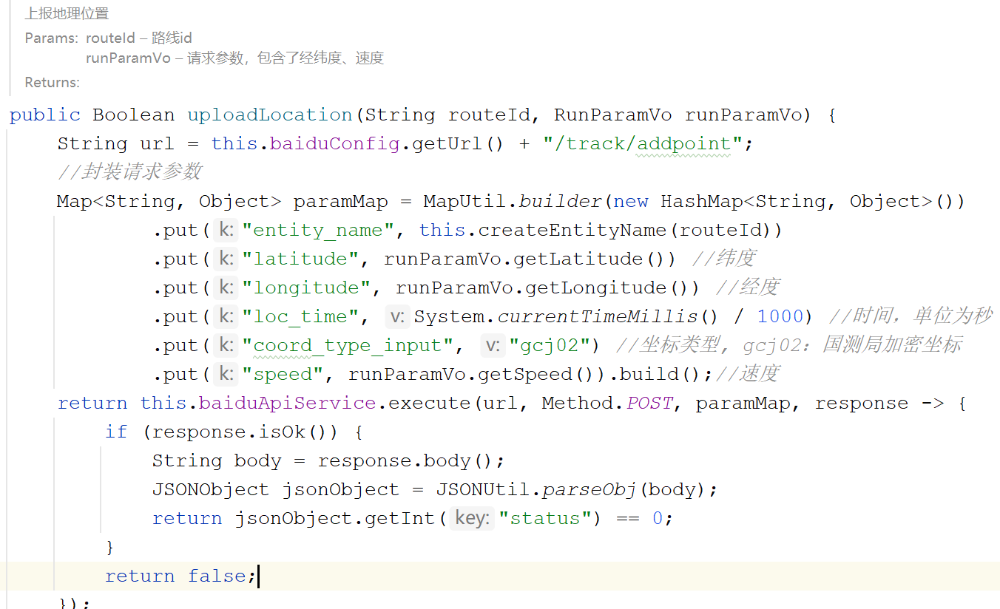 上报地理位置
Params: routeId – 路线id
runParamVo – 请求参数，包含了经纬度、速度
Returns:
public Boolean uploadLocation(String routeId, RunParamVo runParamVo) {
String url = this.baiduConfig.getUrl() + "/track/addpoint";
//封装请求参数
Map<String, Object> paramMap = MapUtil.builder(new HashMap<String, Object>())
.put( k: "entity_name", this.createEntityName(routeId))
.put( k: "latitude", runParamVo.getLatitude()) //纬度
.put( k: "longitude", runParamVo.getLongitude()) //经度
.put( k: "loc_time", v: System.currentTimeMillis() / 1000) //时间，单位为秒
.put( k: "coord_type_input", v: "gcj02") //坐标类型, gcj02：国测局加密坐标
.put( k: "speed", runParamVo.getSpeed()).build();//速度
return this.baiduApiService.execute(url, Method.POST, paramMap, response -> {
if (response.isOk()) {
String body = response.body();
JSONObject jsonObject = JSONUtil.parseObj(body);
return jsonObject.getInt( key: "status") == 0;
}
return false;
});